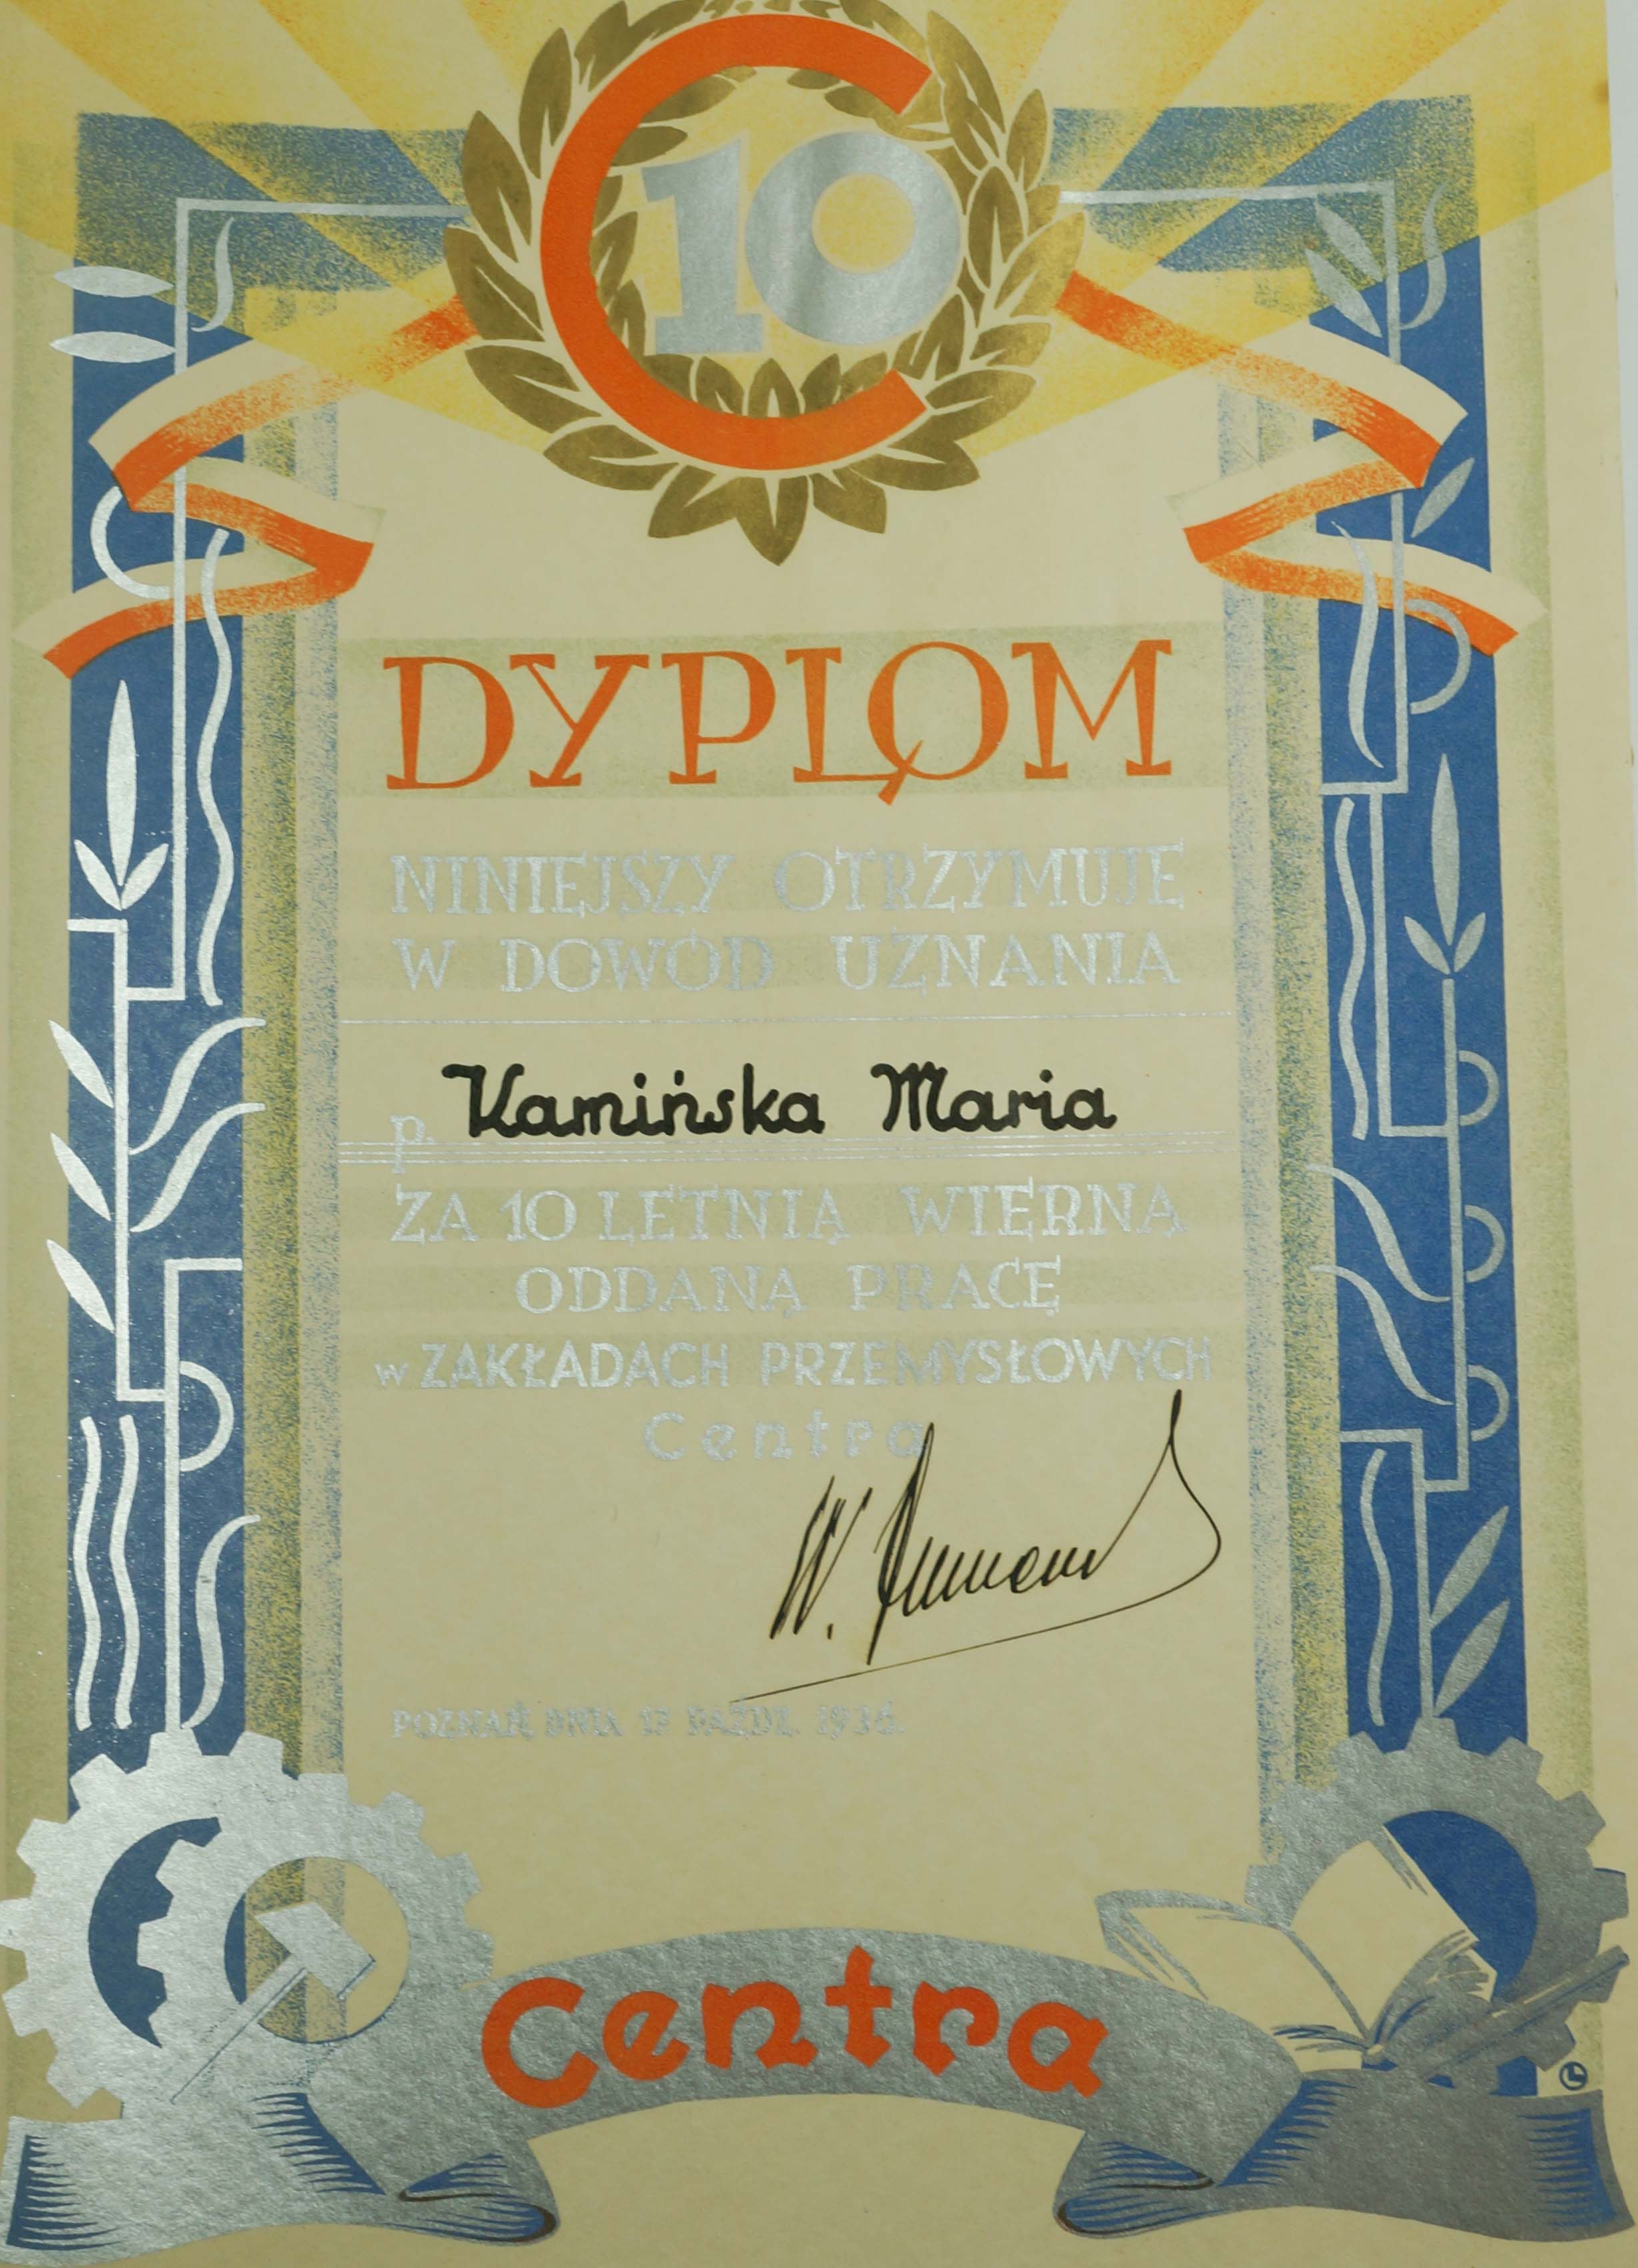 C
10
DYPLOM
NINIEJSZY OTRZYMUJE
W DOWÓD UZNANIA
p. Kamińska Maria
ZA 10 LETNIĄ WIERNĄ
ODDANĄ PRACĘ
w ZAKŁADACH PRZEMYSŁOWYCH
Centra
W.
POZNAŃ, DNIA 17 PAŹDZ. 1936.
Centra